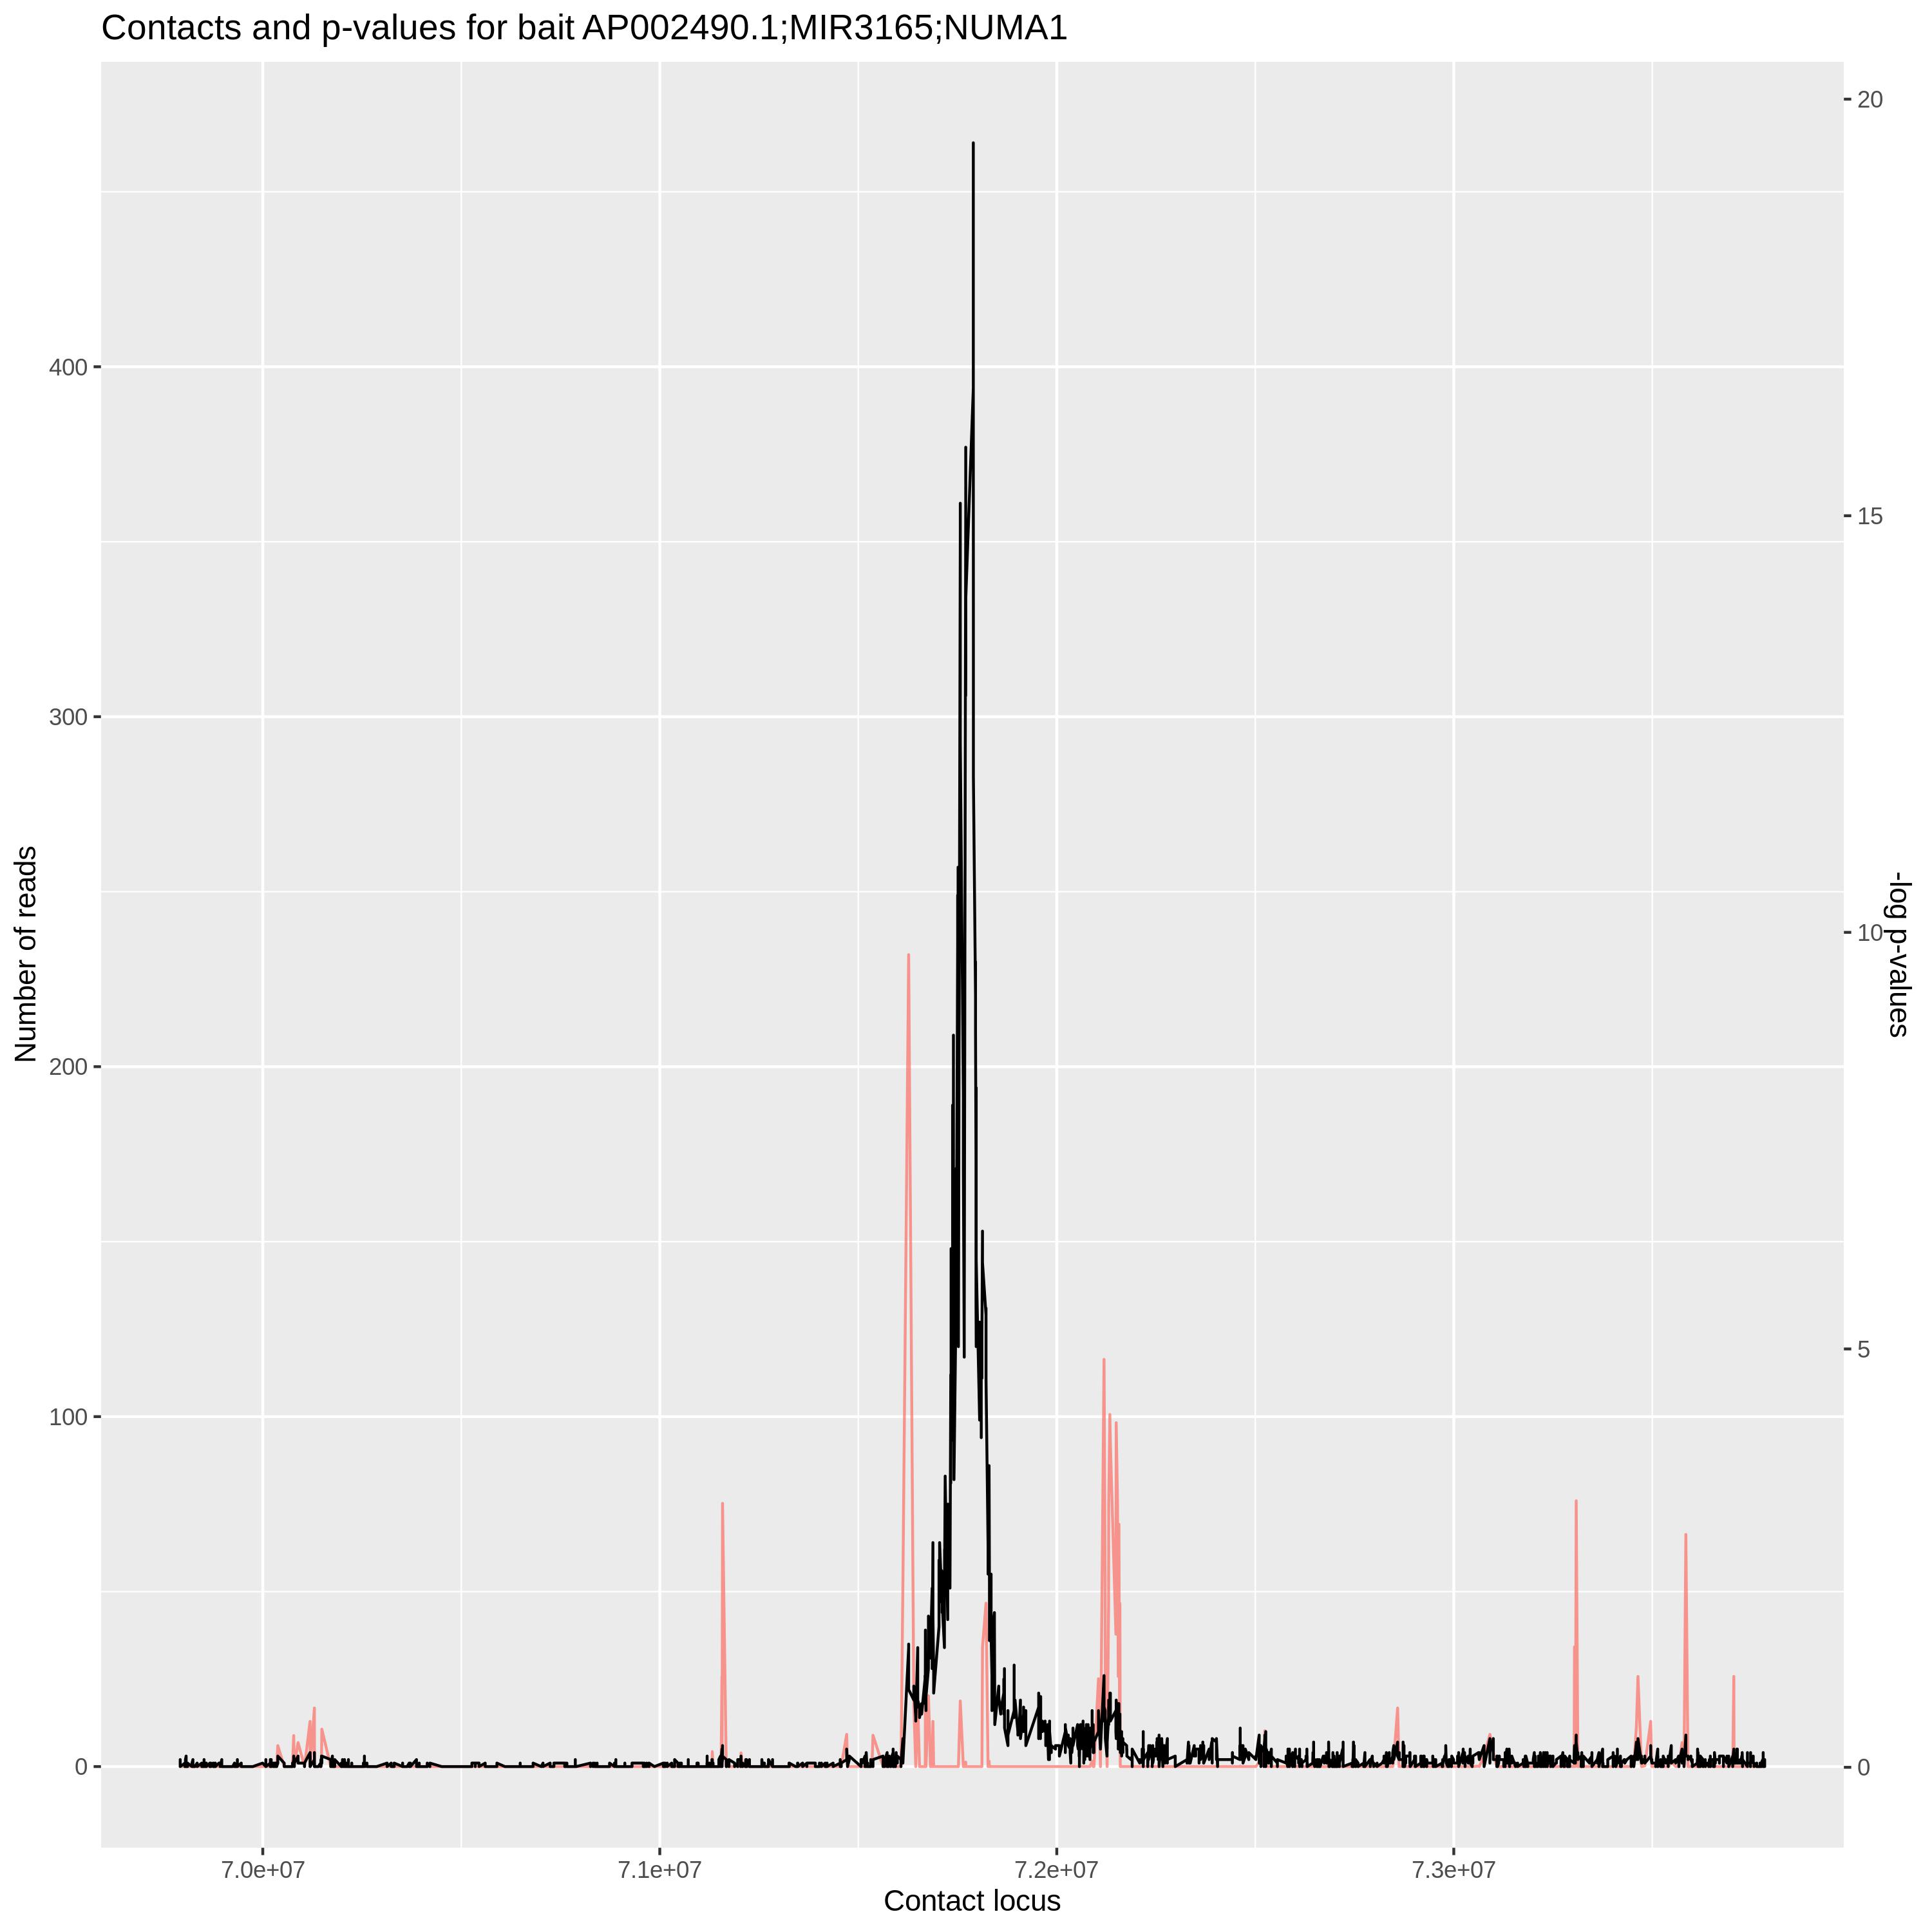 Contacts and p-values for bait AP002490.1;MIR3165;NUMA1
Number of reads
400
300
200
100
0
20
15
10
5
0
-log p-values
7.0e+07
7.1e+07
7.2e+07
7.3e+07
Contact locus